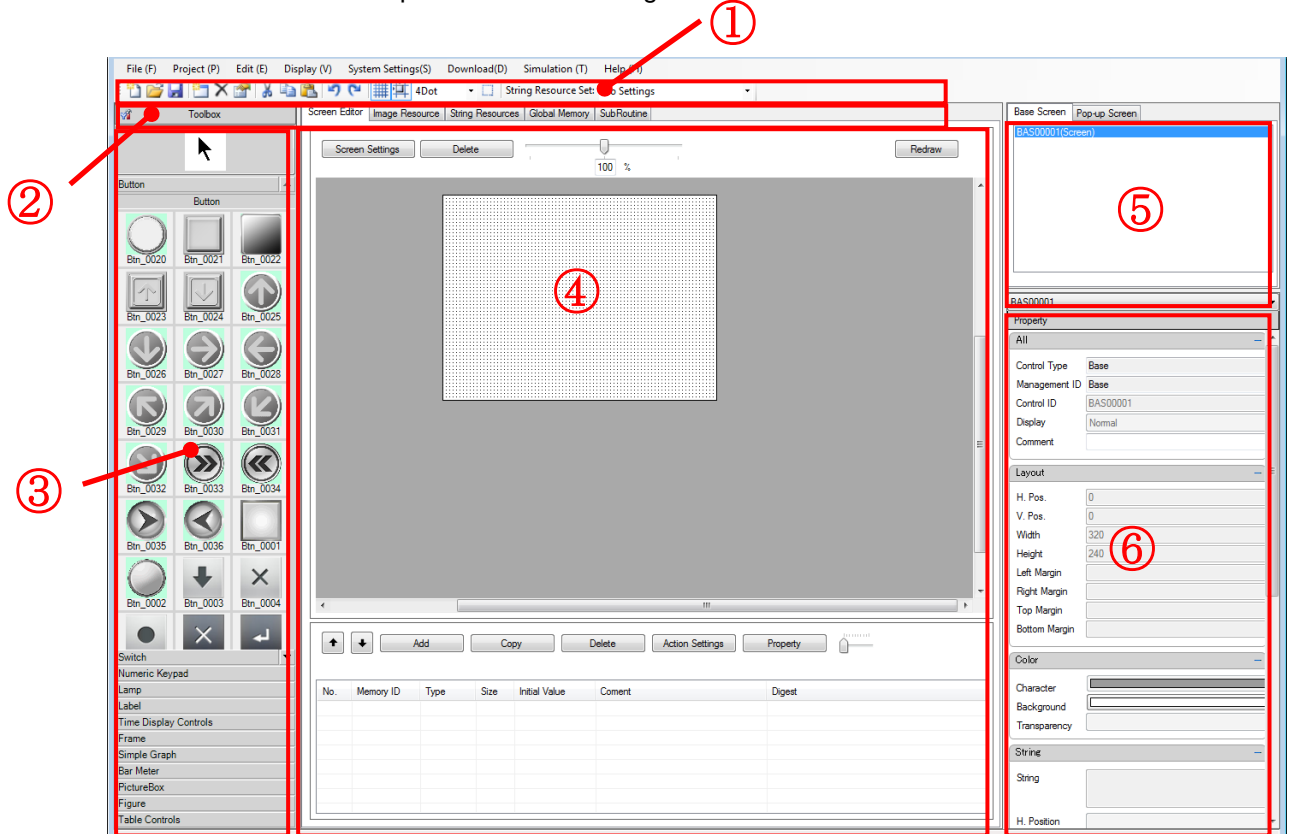 ①
File (F) Project (P) Edit (E) Display (V) System Settings(S) Download(D) Simulation (T)
4Dot String Resource Set: Settings
Toolbox
Screen Editor Image Resource String Resources Global Memory SubRoutine
Base Screen Pop-up Screen
BAS00001(Screen)
Screen Settings Delete Redraw
100 %
②
Button
Button
⑤
Btn_0020 Btn_0021 Btn_0022
④
BAS00001
Btn_0023 Btn_0024 Btn_0025
Property
All
Control Type Base
Btn_0026 Btn_0027 Btn_0028
Management ID Base
Control ID BAS00001
Display Normal
Btn_0029 Btn_0030 Btn_0031
Comment
③
Layout
Btn_0032 Btn_0033 Btn_0034
H. Pos. 0
V. Pos. 0
Width 320
Btn_0035 Btn_0036 Btn_0001
Height 240
⑥
Left Margin
Right Margin
Btn_0002 Btn_0003 Btn_0004
Top Margin
Bottom Margin
Add Copy Delete Action Settings Property
Switch
Color
Numeric Keypad
Lamp
No. Memory ID Type Size Initial Value Coment Digest
Character
Label
Background
Time Display Controls
Transparency
Frame
Simple Graph
String
Bar Meter
String
PictureBox
Figure
Table Controls
H. Position